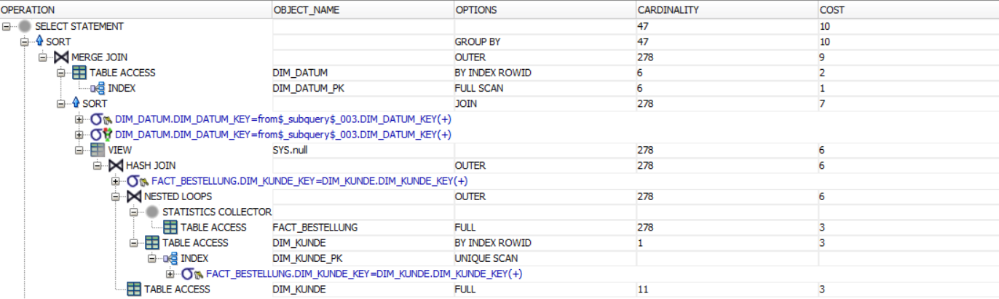 OPERATION OBJECT_NAME OPTIONS CARDINALITY COST
SELECT STATEMENT 47 10
SORT GROUP BY 47 10
MERGE JOIN OUTER 278 9
TABLE ACCESS DIM_DATUM BY INDEX ROWID 6 2
INDEX DIM_DATUM_PK FULL SCAN 6 1
SORT JOIN 278 7
DIM_DATUM.DIM_DATUM_KEY=from$_subquery$_003.DIM_DATUM_KEY(+)
DIM_DATUM.DIM_DATUM_KEY=from$_subquery$_003.DIM_DATUM_KEY(+)
VIEW SYS.null 278 6
HASH JOIN OUTER 278 6
FACT_BESTELLUNG.DIM_KUNDE_KEY=DIM_KUNDE.DIM_KUNDE_KEY(+)
NESTED LOOPS OUTER 278 6
STATISTICS COLLECTOR
TABLE ACCESS FACT_BESTELLUNG FULL 278 3
TABLE ACCESS DIM_KUNDE BY INDEX ROWID 1 3
INDEX DIM_KUNDE_PK UNIQUE SCAN
FACT_BESTELLUNG.DIM_KUNDE_KEY=DIM_KUNDE.DIM_KUNDE_KEY(+)
TABLE ACCESS DIM_KUNDE FULL 11 3